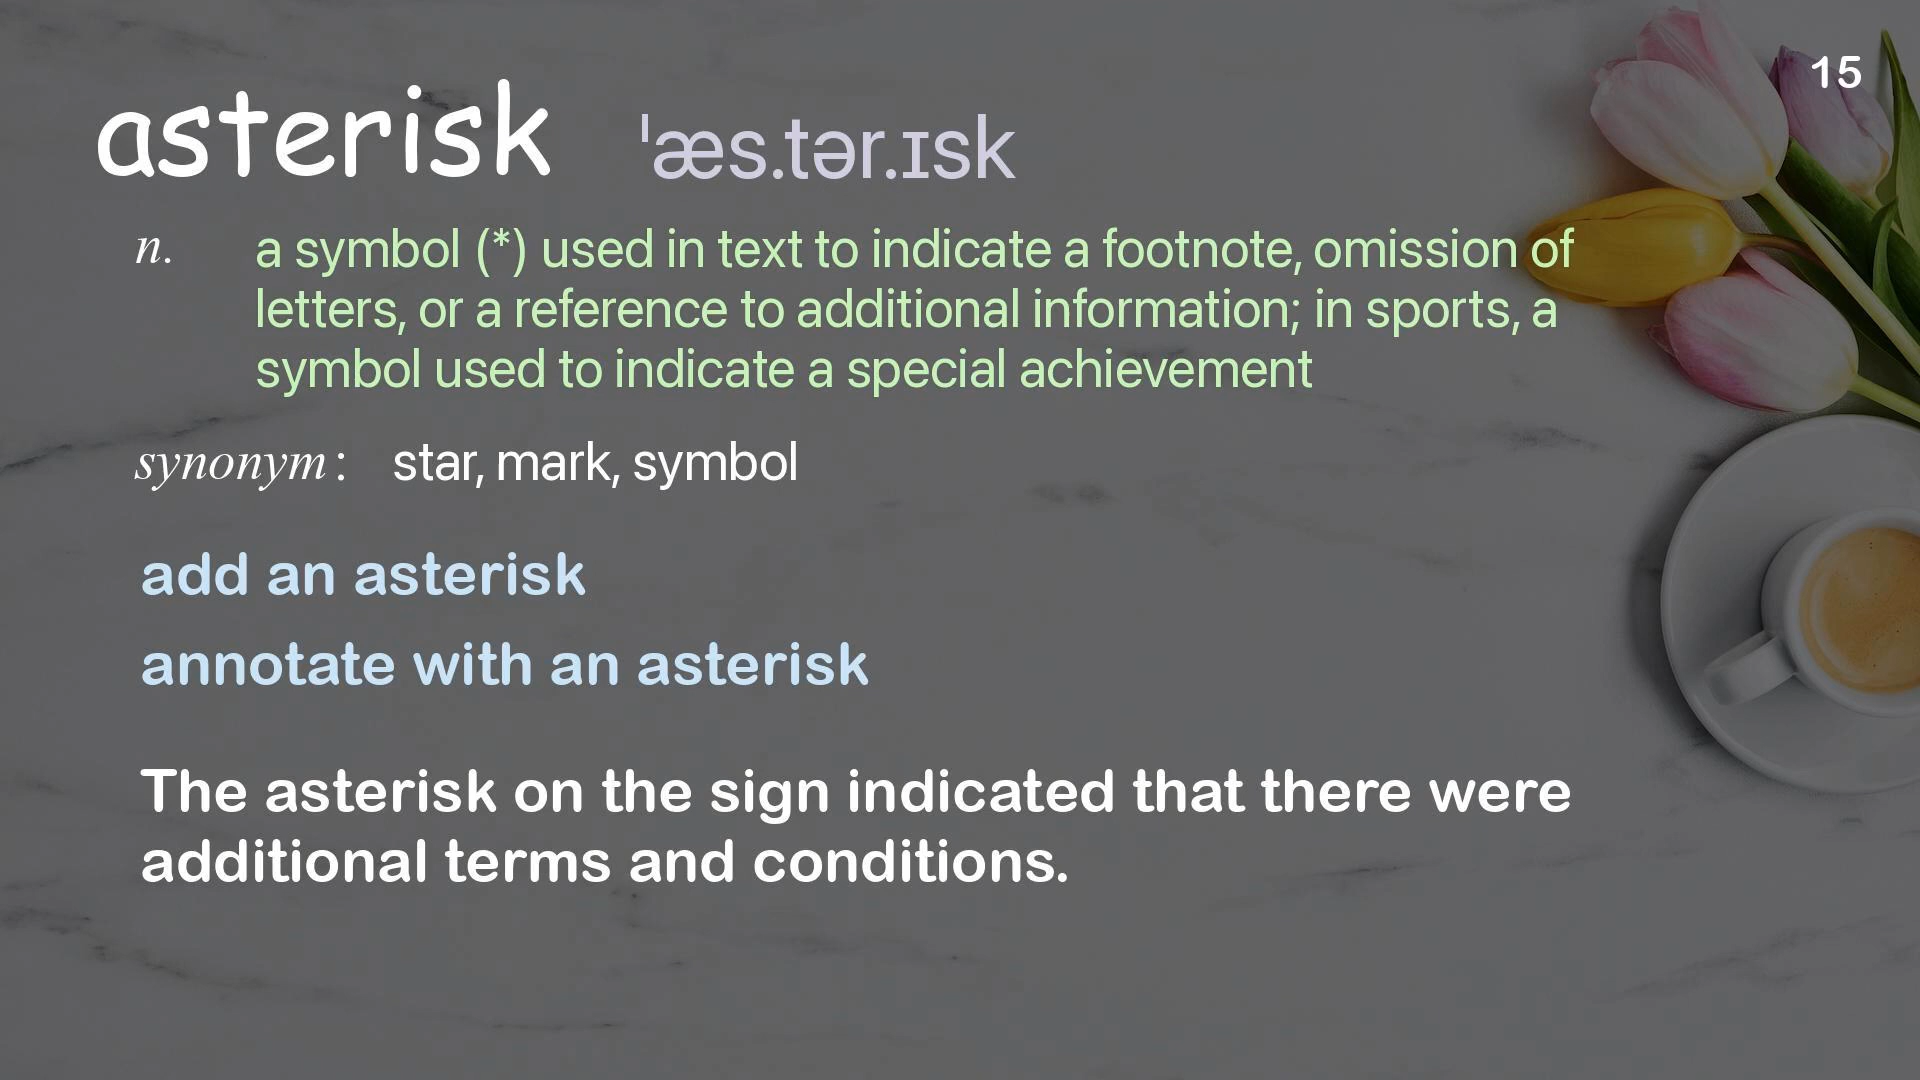 15
asterisk ˈæs.tər.ɪsk
n. a symbol (*) used in text to indicate a footnote, omission of
letters, or a reference to additional information; in sports, a
symbol used to indicate a special achievement
synonym: star, mark, symbol
add an asterisk
annotate with an asterisk
The asterisk on the sign indicated that there were
additional terms and conditions.